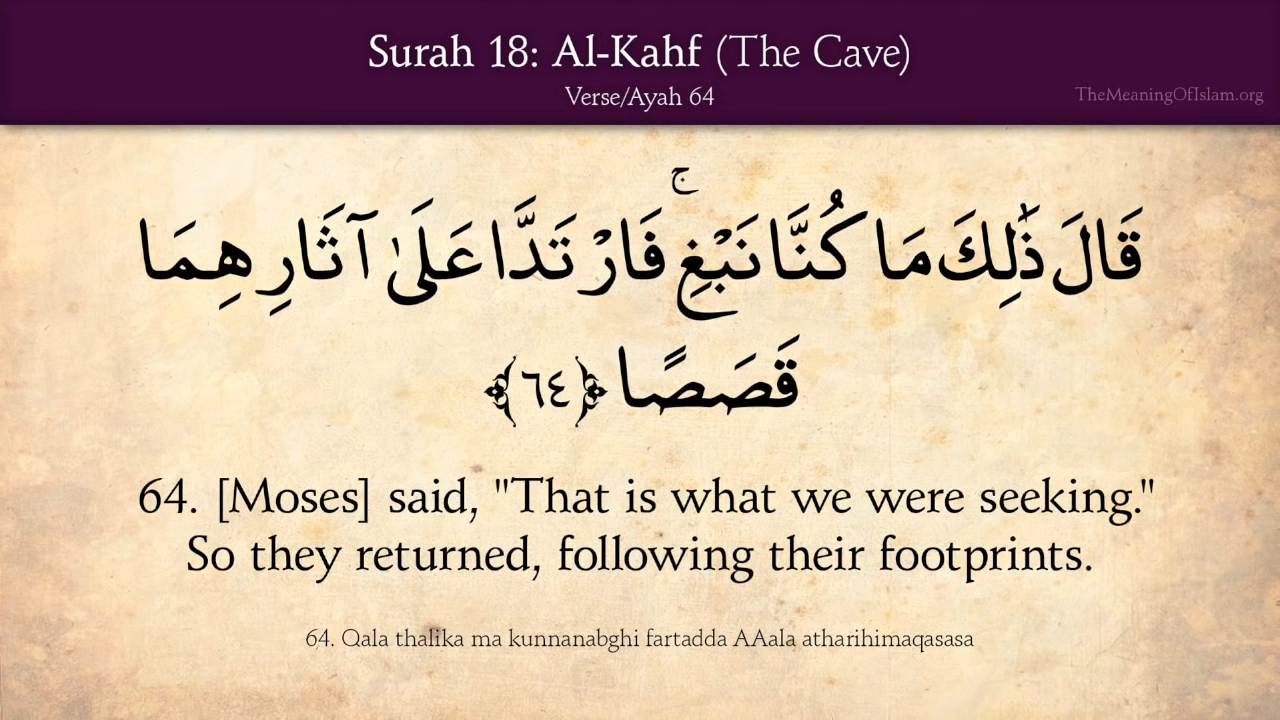 Surah 18: Al-Kahf (The Cave)
Verse/Ayah 64
TheMeaningOfIslam.org
قَالَ ذَٰلِكَ مَا كُنَّا نَبْغِ ۚ فَارْتَدَّا عَلَىٰ آثَارِهِمَا
قَصَصًا ﴿٦٤﴾
64. [Moses] said, "That is what we were seeking."
So they returned, following their footprints.
64. Qala thalika ma kunnanabghi fartadda AAala atharihimaqasasa